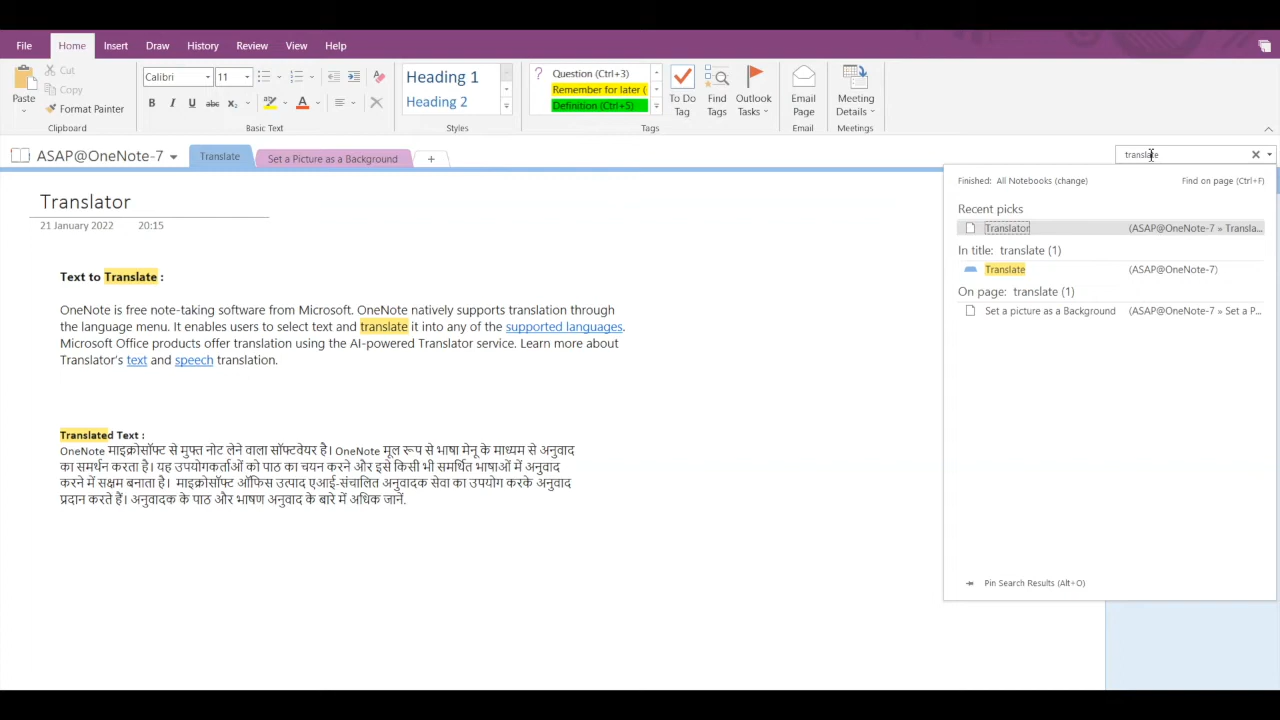 File Home Insert Draw History Review View Help
Paste
Cut
Copy
Format Painter
Clipboard
Calibri 11
B I U abc X₂ A
Basic Text
Heading 1
Heading 2
Styles
? Question (Ctrl+3)
Remember for later (
Definition (Ctrl+5)
Tags
To Do Tag
Find Tags
Outlook Tasks
Email Page
Email
Meeting Details
Meetings
ASAP@OneNote-7 Translate Set a Picture as a Background +
translate
Finished: All Notebooks (change) Find on page (Ctrl+F)
Recent picks
Translator (ASAP@OneNote-7 » Transla...
In title: translate (1)
Translate (ASAP@OneNote-7)
On page: translate (1)
Set a picture as a Background (ASAP@OneNote-7 » Set a P...
Pin Search Results (Alt+O)
Translator
21 January 2022 20:15
Text to Translate :
OneNote is free note-taking software from Microsoft. OneNote natively supports translation through
the language menu. It enables users to select text and translate it into any of the supported languages.
Microsoft Office products offer translation using the AI-powered Translator service. Learn more about
Translator's text and speech translation.
Translated Text :
OneNote माइक्रोसॉफ्ट से मुफ्त नोट लेने वाला सॉफ्टवेयर है। OneNote मूल रूप से भाषा मेनू के माध्यम से अनुवाद
का समर्थन करता है। यह उपयोगकर्ताओं को पाठ का चयन करने और इसे किसी भी समर्थित भाषाओं में अनुवाद
करने में सक्षम बनाता है। माइक्रोसॉफ्ट ऑफिस उत्पाद एआई-संचालित अनुवादक सेवा का उपयोग करके अनुवाद
प्रदान करते हैं। अनुवादक के पाठ और भाषण अनुवाद के बारे में अधिक जानें.